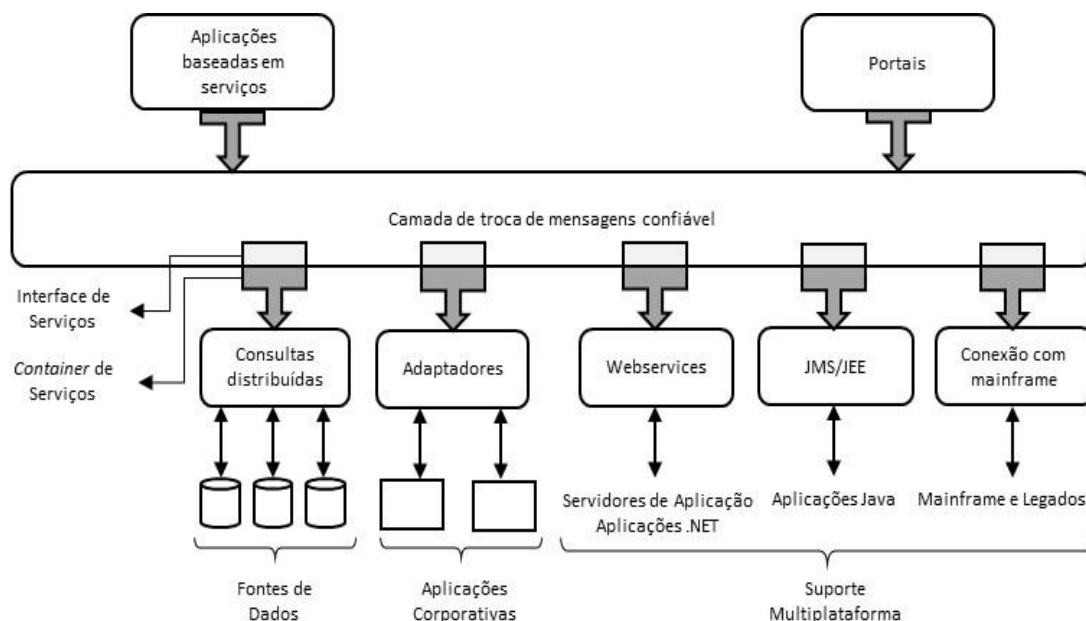 Aplicações
baseadas em
serviços
Portais
Camada de troca de mensagens confiável
Interface de
Serviços
Container de
Serviços
Consultas
distribuídas
Adaptadores
Webservices
JMS/JEE
Conexão com
mainframe
Servidores de Aplicação
Aplicações .NET
Aplicações Java
Mainframe e Legados
Fontes de
Dados
Aplicações
Corporativas
Suporte
Multiplataforma